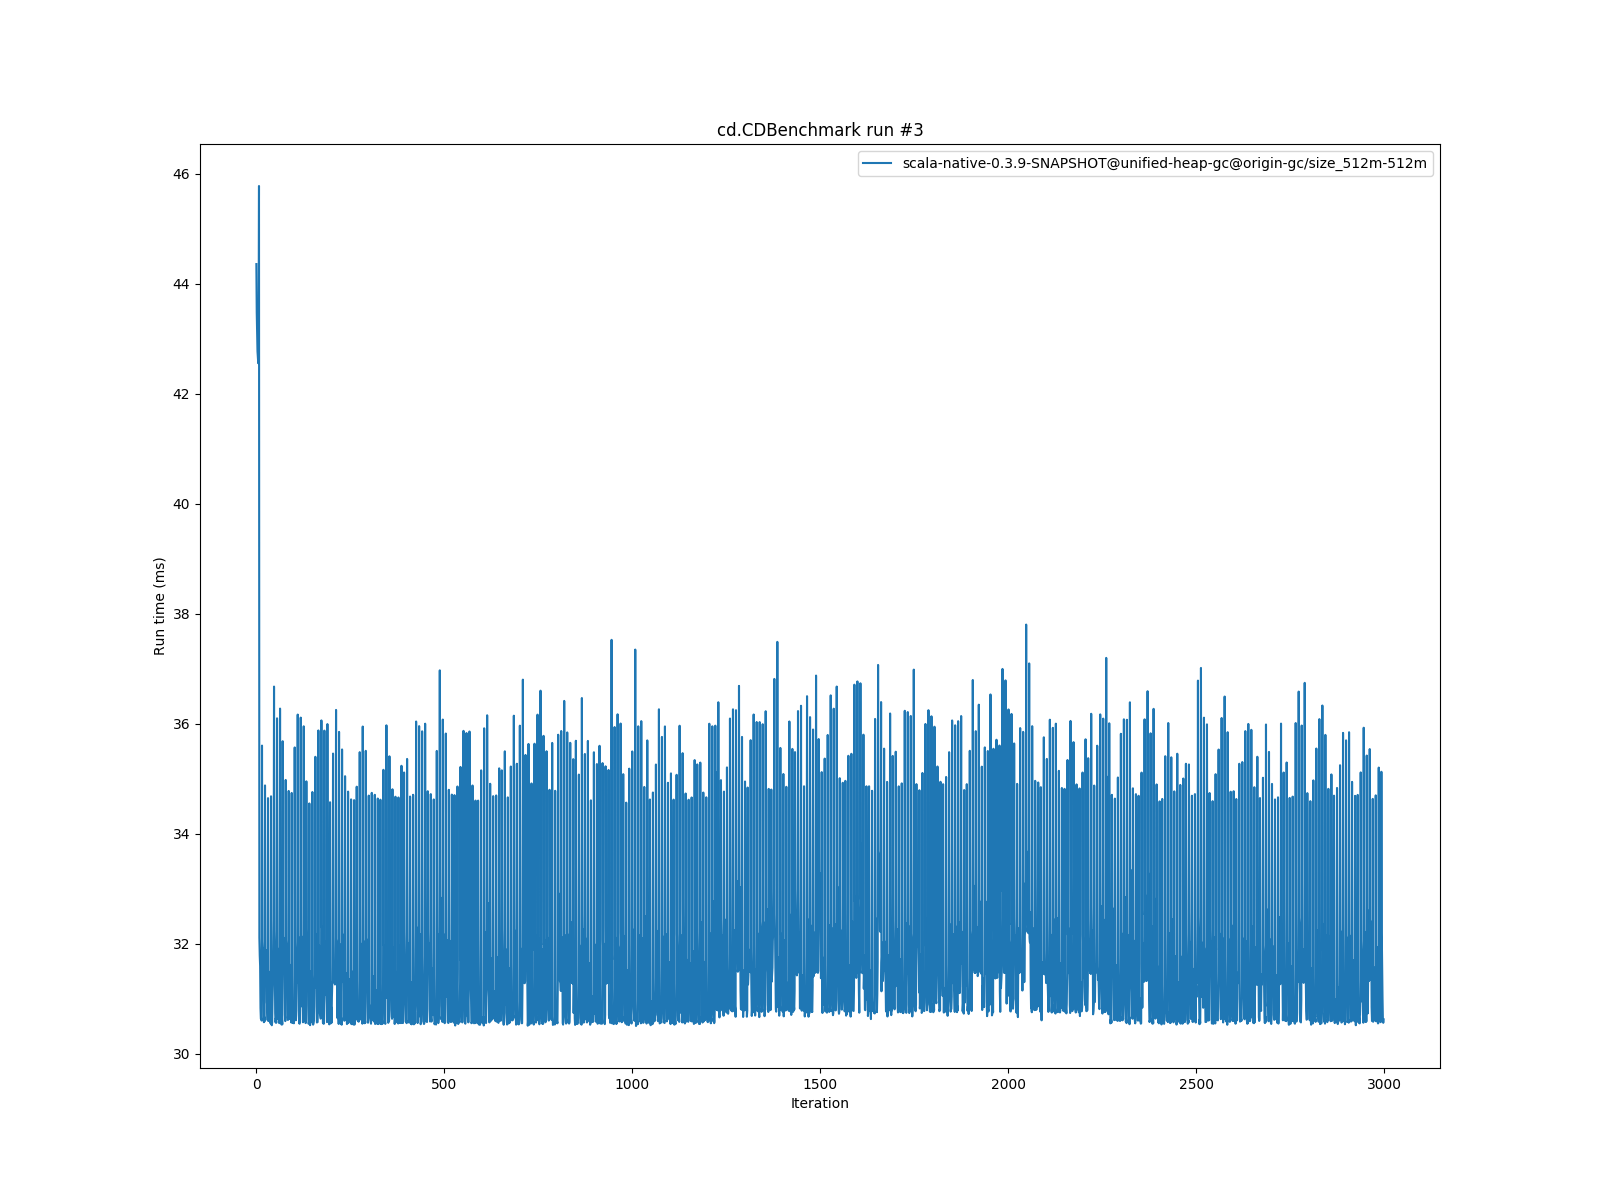 cd.CDBenchmark run #3
scala-native-0.3.9-SNAPSHOT@unified-heap-gc@origin-gc/size_512m-512m
46
44
42
40
38
36
34
32
30
Run time (ms)
0 500 1000 1500 2000 2500 3000
Iteration